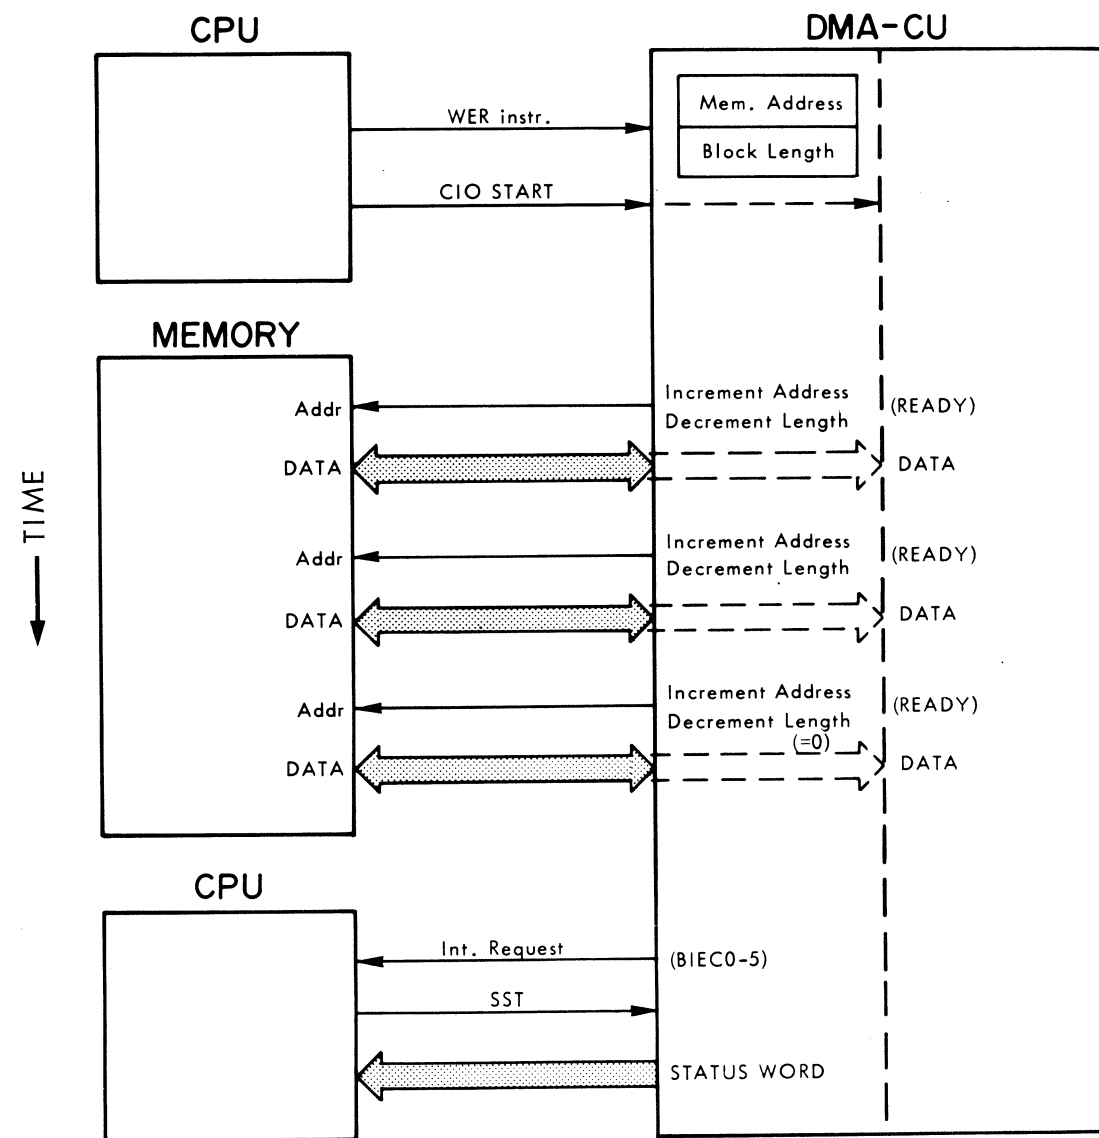 CPU
DMA-CU
Mem. Address
Block Length
WER instr.
CIO START
MEMORY
Addr
Increment Address
Decrement Length
(READY)
DATA
DATA
TIME
Addr
Increment Address
Decrement Length
(READY)
DATA
DATA
Addr
Increment Address
Decrement Length
(=0)
(READY)
DATA
DATA
CPU
Int. Request
(BIEC0-5)
SST
STATUS WORD